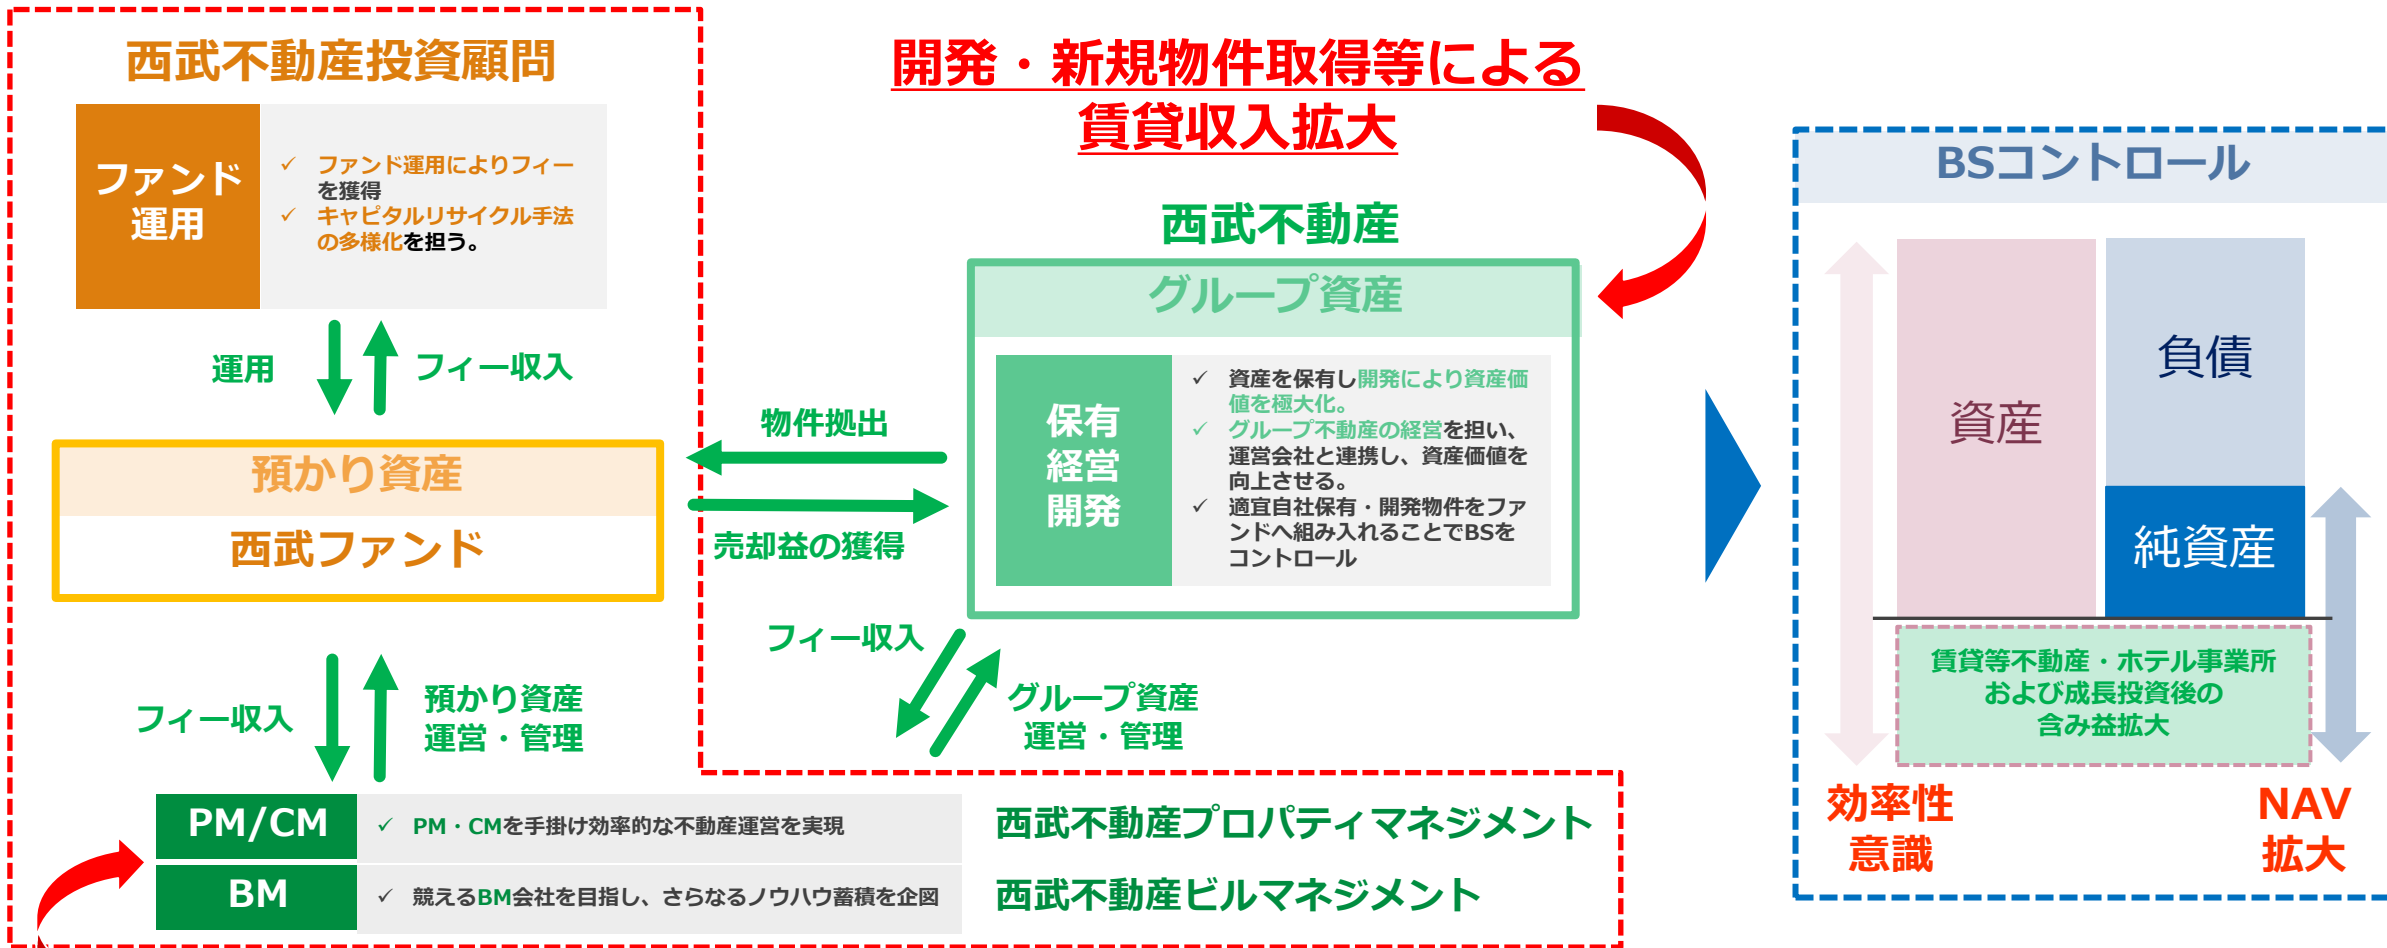 西武不動産投資顧問
ファンド
運用
✓ ファンド運用によりフィー
を獲得
✓ キャピタルリサイクル手法
の多様化を担う。
運用
フィー収入
預かり資産
西武ファンド
フィー収入
預かり資産
運営・管理
開発・新規物件取得等による
賃貸収入拡大
西武不動産
グループ資産
保有
経営
開発
✓ 資産を保有し開発により資産価
値を極大化。
✓ グループ不動産の経営を担い、
運営会社と連携し、資産価値を
向上させる。
✓ 適宜自社保有・開発物件をファ
ンドへ組み入れることでBSを
コントロール
物件拠出
売却益の獲得
フィー収入
グループ資産
運営・管理
PM/CM
✓ PM・CMを手掛け効率的な不動産運営を実現
西武不動産プロパティマネジメント
BM
✓ 競えるBM会社を目指し、さらなるノウハウ蓄積を企図
西武不動産ビルマネジメント
BSコントロール
資産
負債
純資産
賃貸等不動産・ホテル事業所
および成長投資後の
含み益拡大
効率性
意識
NAV
拡大